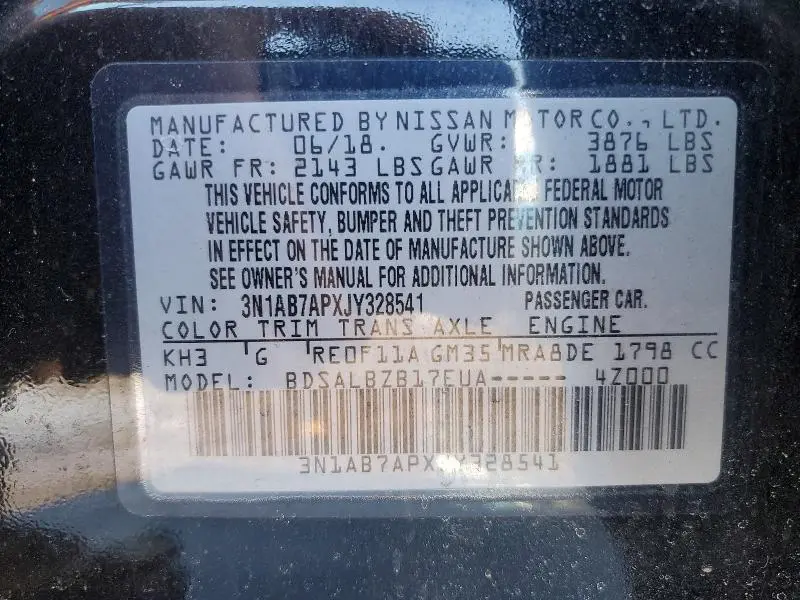 MANUFACTURED BY NISSAN MOTOR CO., LTD.
DATE: 06/18. GVWR: 3876 LBS
GAWR FR: 2143 LBS GAWR RR: 1881 LBS
THIS VEHICLE CONFORMS TO ALL APPLICABLE FEDERAL MOTOR
VEHICLE SAFETY, BUMPER AND THEFT PREVENTION STANDARDS
IN EFFECT ON THE DATE OF MANUFACTURE SHOWN ABOVE.
SEE OWNER'S MANUAL FOR ADDITIONAL INFORMATION.
VIN: 3N1AB7APXJY328541 PASSENGER CAR.
COLOR TRIM TRANS AXLE ENGINE
KH3 G RE0F11A GM35 MRA8DE 1798 CC
MODEL: BDSALBZB17EUA----- 4Z000
3N1AB7APXJY328541